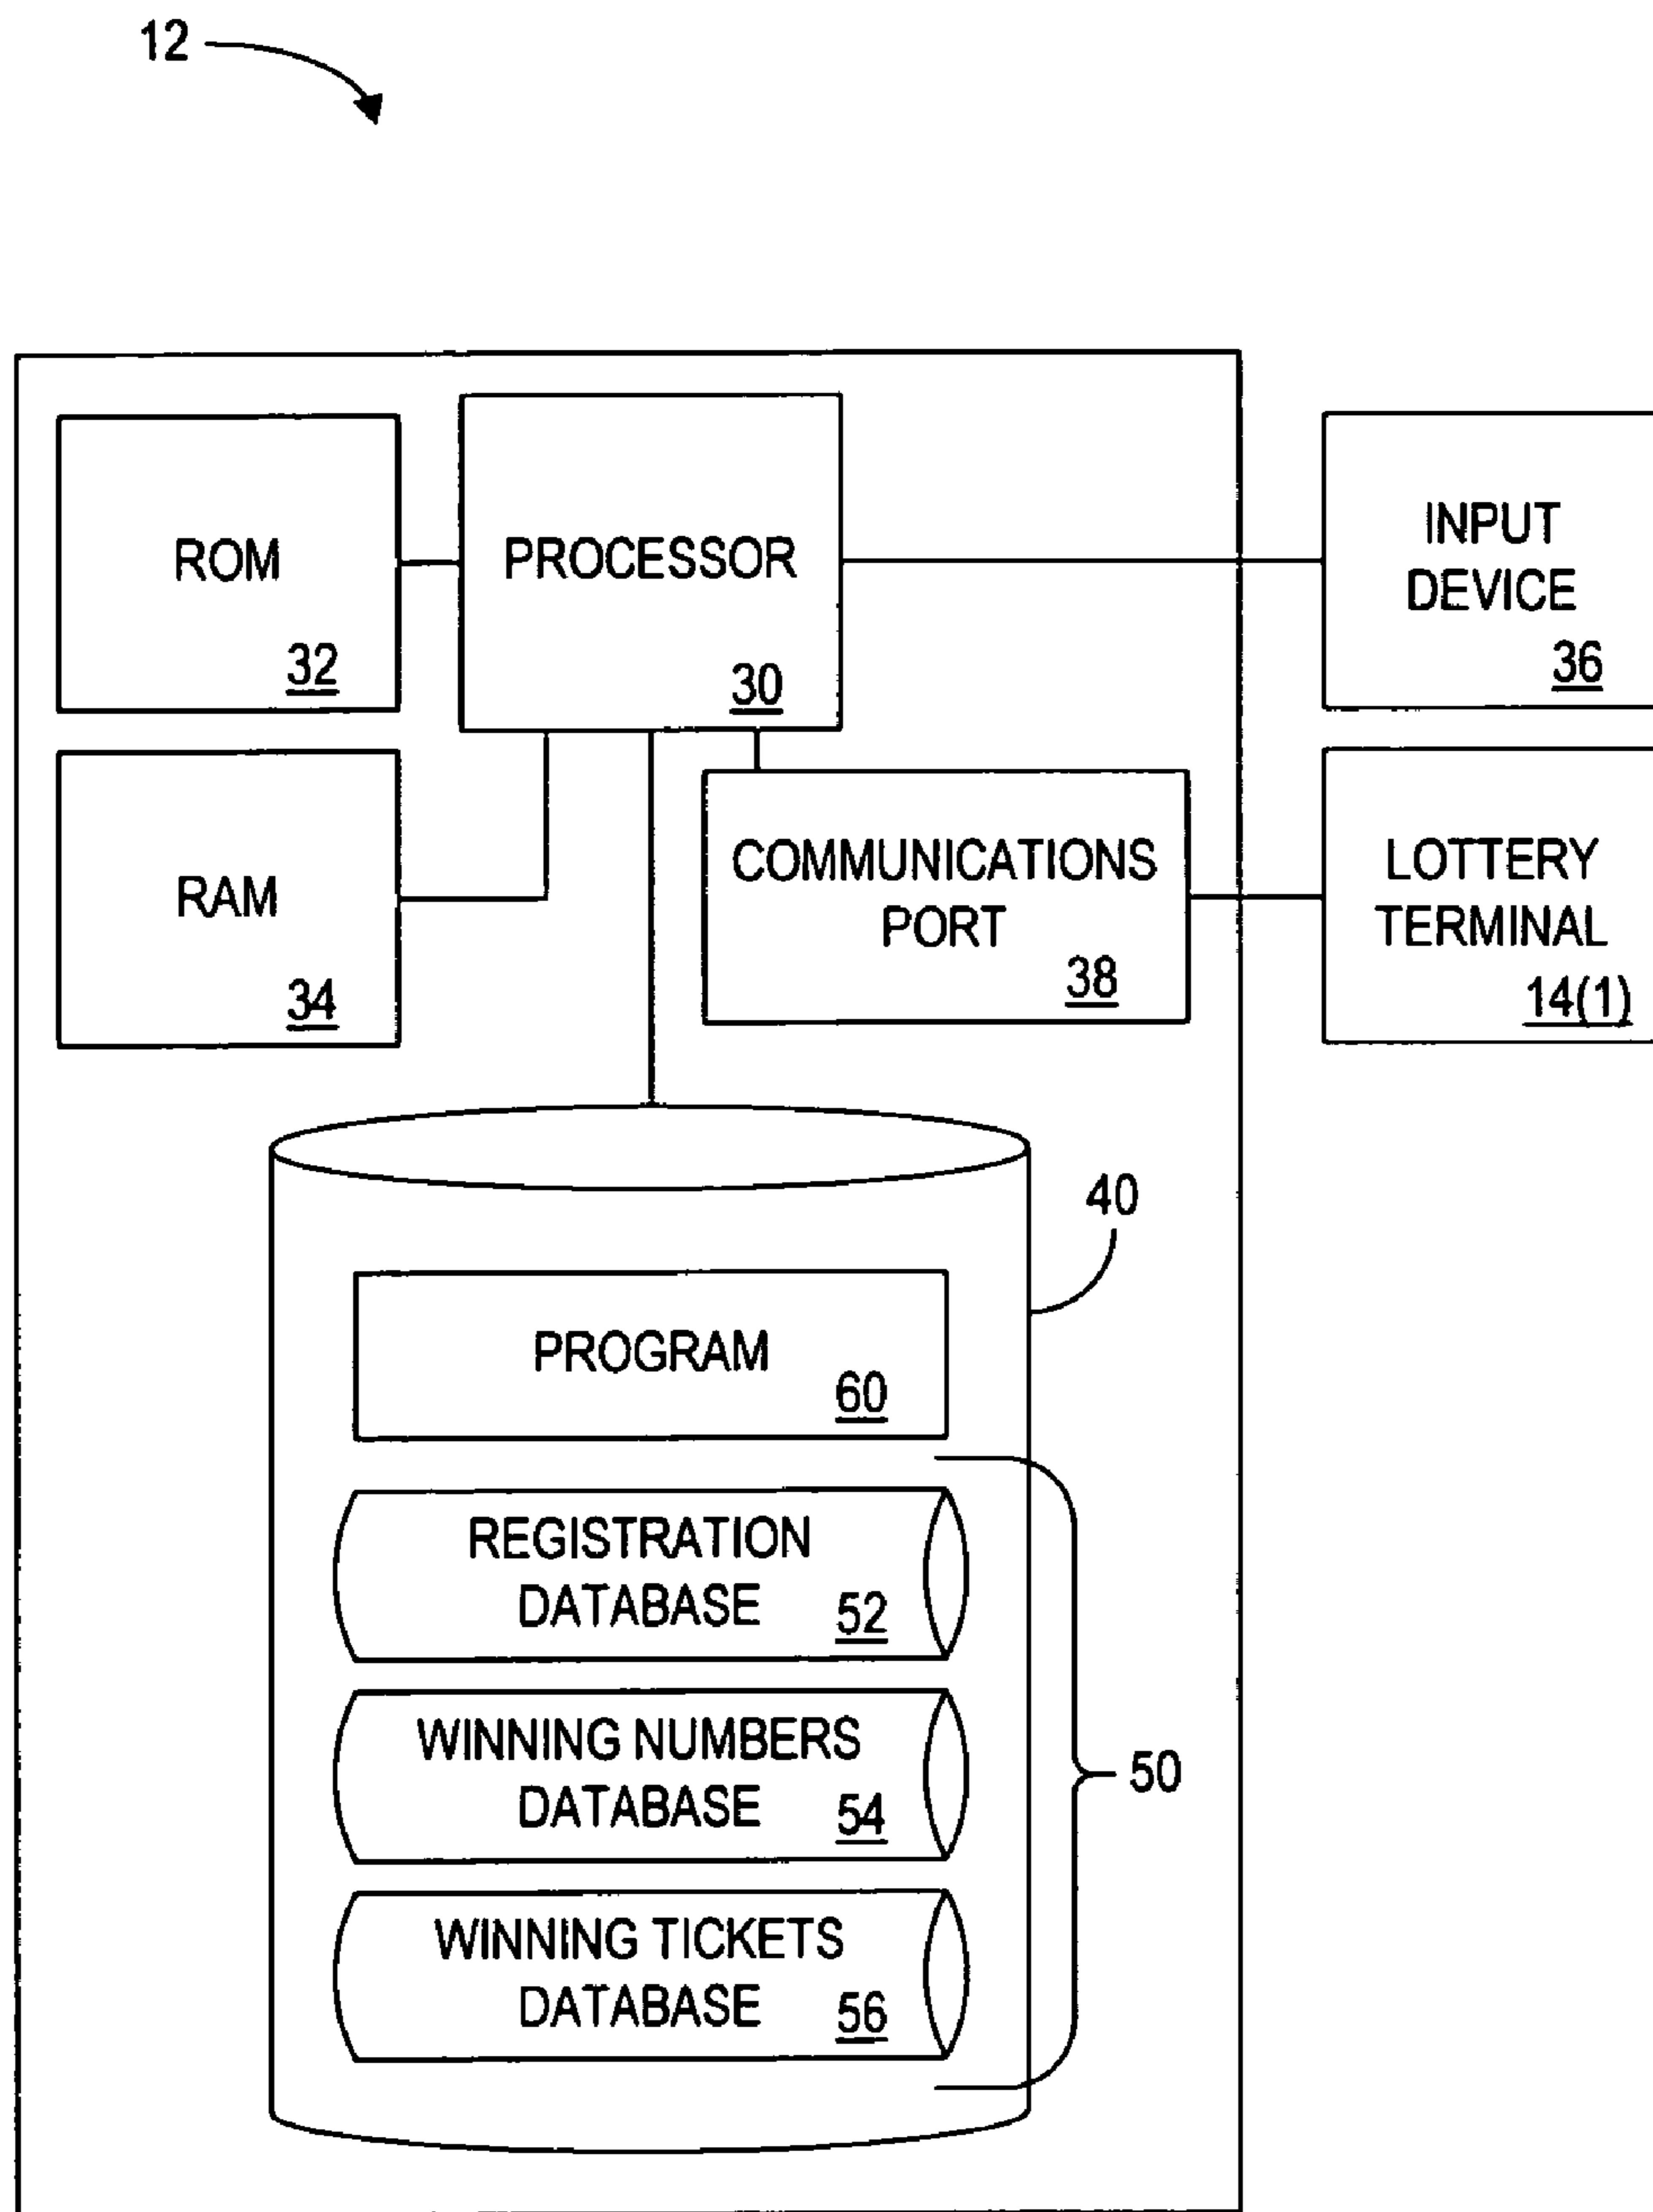 12
ROM
32
PROCESSOR
30
INPUT
DEVICE
36
RAM
34
COMMUNICATIONS
PORT
38
LOTTERY
TERMINAL
14(1)
40
PROGRAM
60
REGISTRATION
DATABASE
52
WINNING NUMBERS
DATABASE
54
50
WINNING TICKETS
DATABASE
56